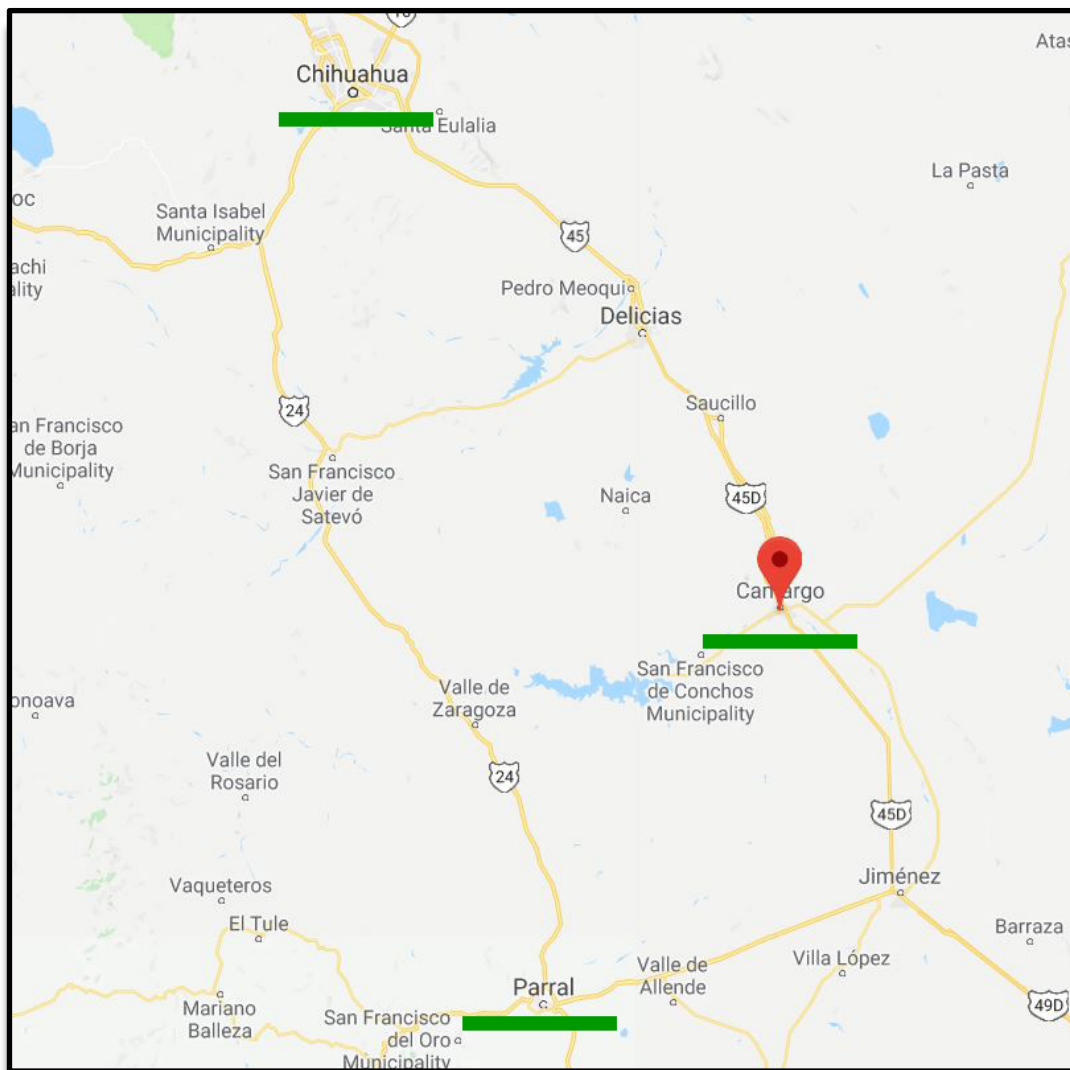 Chihuahua
Santa Eulalia
Atas
La Pasta
oc
Santa Isabel
Municipality
45
achi
ality
Pedro Meoqui
Delicias
24
Saucillo
an Francisco
de Borja
Municipality
San Francisco
Javier de
Satevó
Naica
45D
Camargo
San Francisco
de Conchos
Municipality
Valle de
Zaragoza
onoava
Valle del
Rosario
24
45D
Jiménez
Vaqueteros
El Tule
Barraza
Villa López
Valle de
Allende
Parral
Mariano
Balleza
San Francisco
del Oro
Municipality
49D